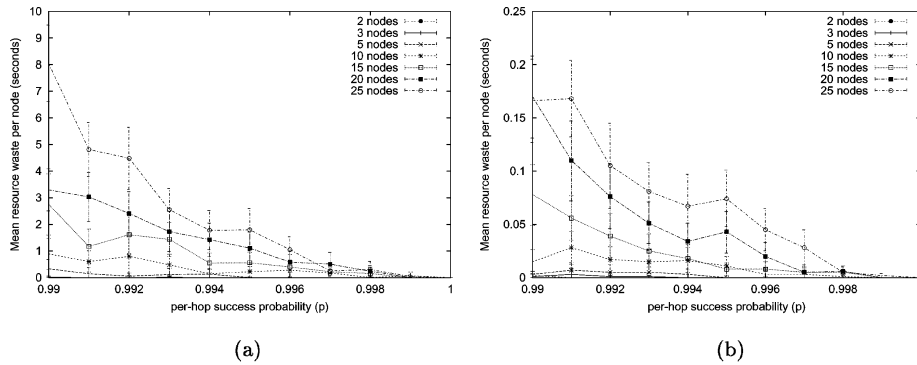 10
9
8
7
6
5
4
3
2
1
0
Mean resource waste per node (seconds)
2 nodes
3 nodes
5 nodes
10 nodes
15 nodes
20 nodes
25 nodes
0.99
0.992
0.994
0.996
0.998
1
per-hop success probability (p)
(a)
0.25
0.2
0.15
0.1
0.05
0
Mean resource waste per node (seconds)
2 nodes
3 nodes
5 nodes
10 nodes
15 nodes
20 nodes
25 nodes
0.99
0.992
0.994
0.996
0.998
per-hop success probability (p)
(b)